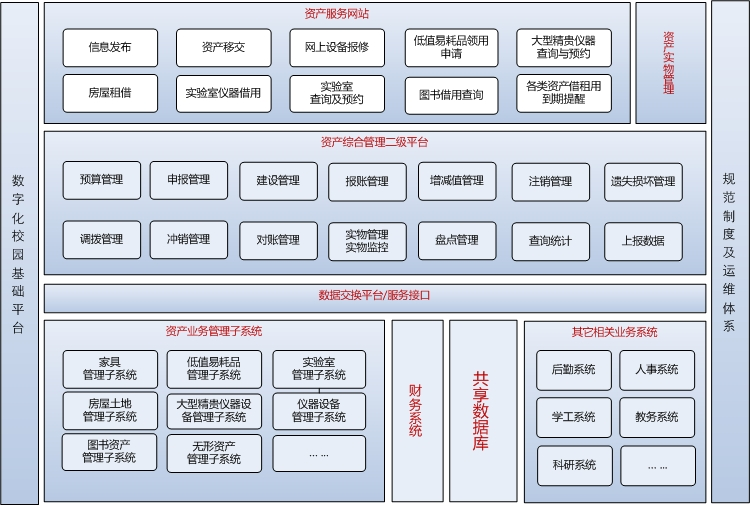 数字化校园基础平台
资产服务网站
信息发布
资产移交
网上设备报修
低值易耗品领用
申请
大型精贵仪器
查询与预约
房屋租借
实验室仪器借用
实验室
查询及预约
图书借用查询
各类资产借租用
到期提醒
资产实物管理
资产综合管理二级平台
预算管理
申报管理
建设管理
报账管理
增减值管理
注销管理
遗失损坏管理
调拨管理
冲销管理
对账管理
实物管理
实物监控
盘点管理
查询统计
上报数据
数据交换平台/服务接口
资产业务管理子系统
家具
管理子系统
低值易耗品
管理子系统
实验室
管理子系统
房屋土地
管理子系统
大型精贵仪器设
备管理子系统
仪器设备
管理子系统
图书资产
管理子系统
无形资产
管理子系统
... ...
财务系统
共享数据库
其它相关业务系统
后勤系统
人事系统
学工系统
教务系统
科研系统
... ...
规范制度及运维体系